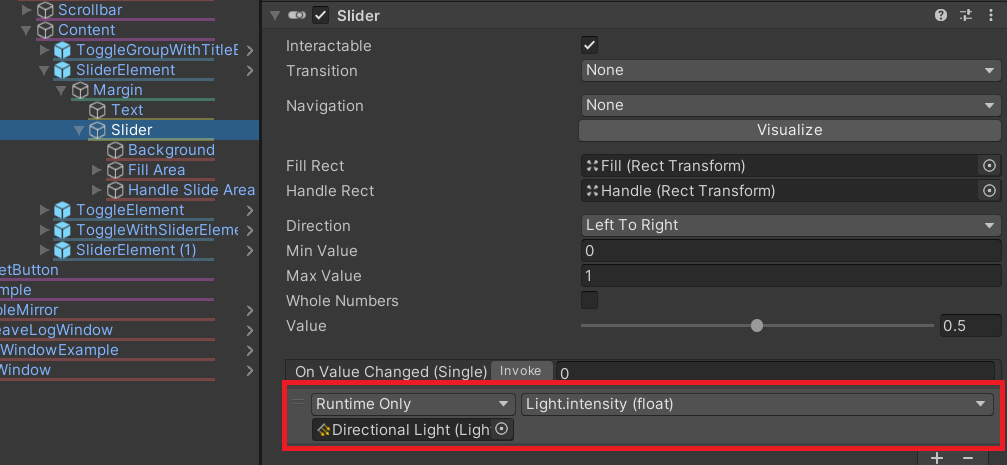 Scrollbar
Content
ToggleGroupWithTitleE
SliderElement
Margin
Text
Slider
Background
Fill Area
Handle Slide Area
ToggleElement
ToggleWithSliderEleme
SliderElement (1)
etButton
mple
bleMirror
eaveLogWindow
WindowExample
Window
Slider
Interactable
Transition
None
Navigation
None
Visualize
Fill Rect
Fill (Rect Transform)
Handle Rect
Handle (Rect Transform)
Direction
Left To Right
Min Value
0
Max Value
1
Whole Numbers
Value
0.5
On Value Changed (Single)
Invoke
0
Runtime Only
Light.intensity (float)
Directional Light (Ligh